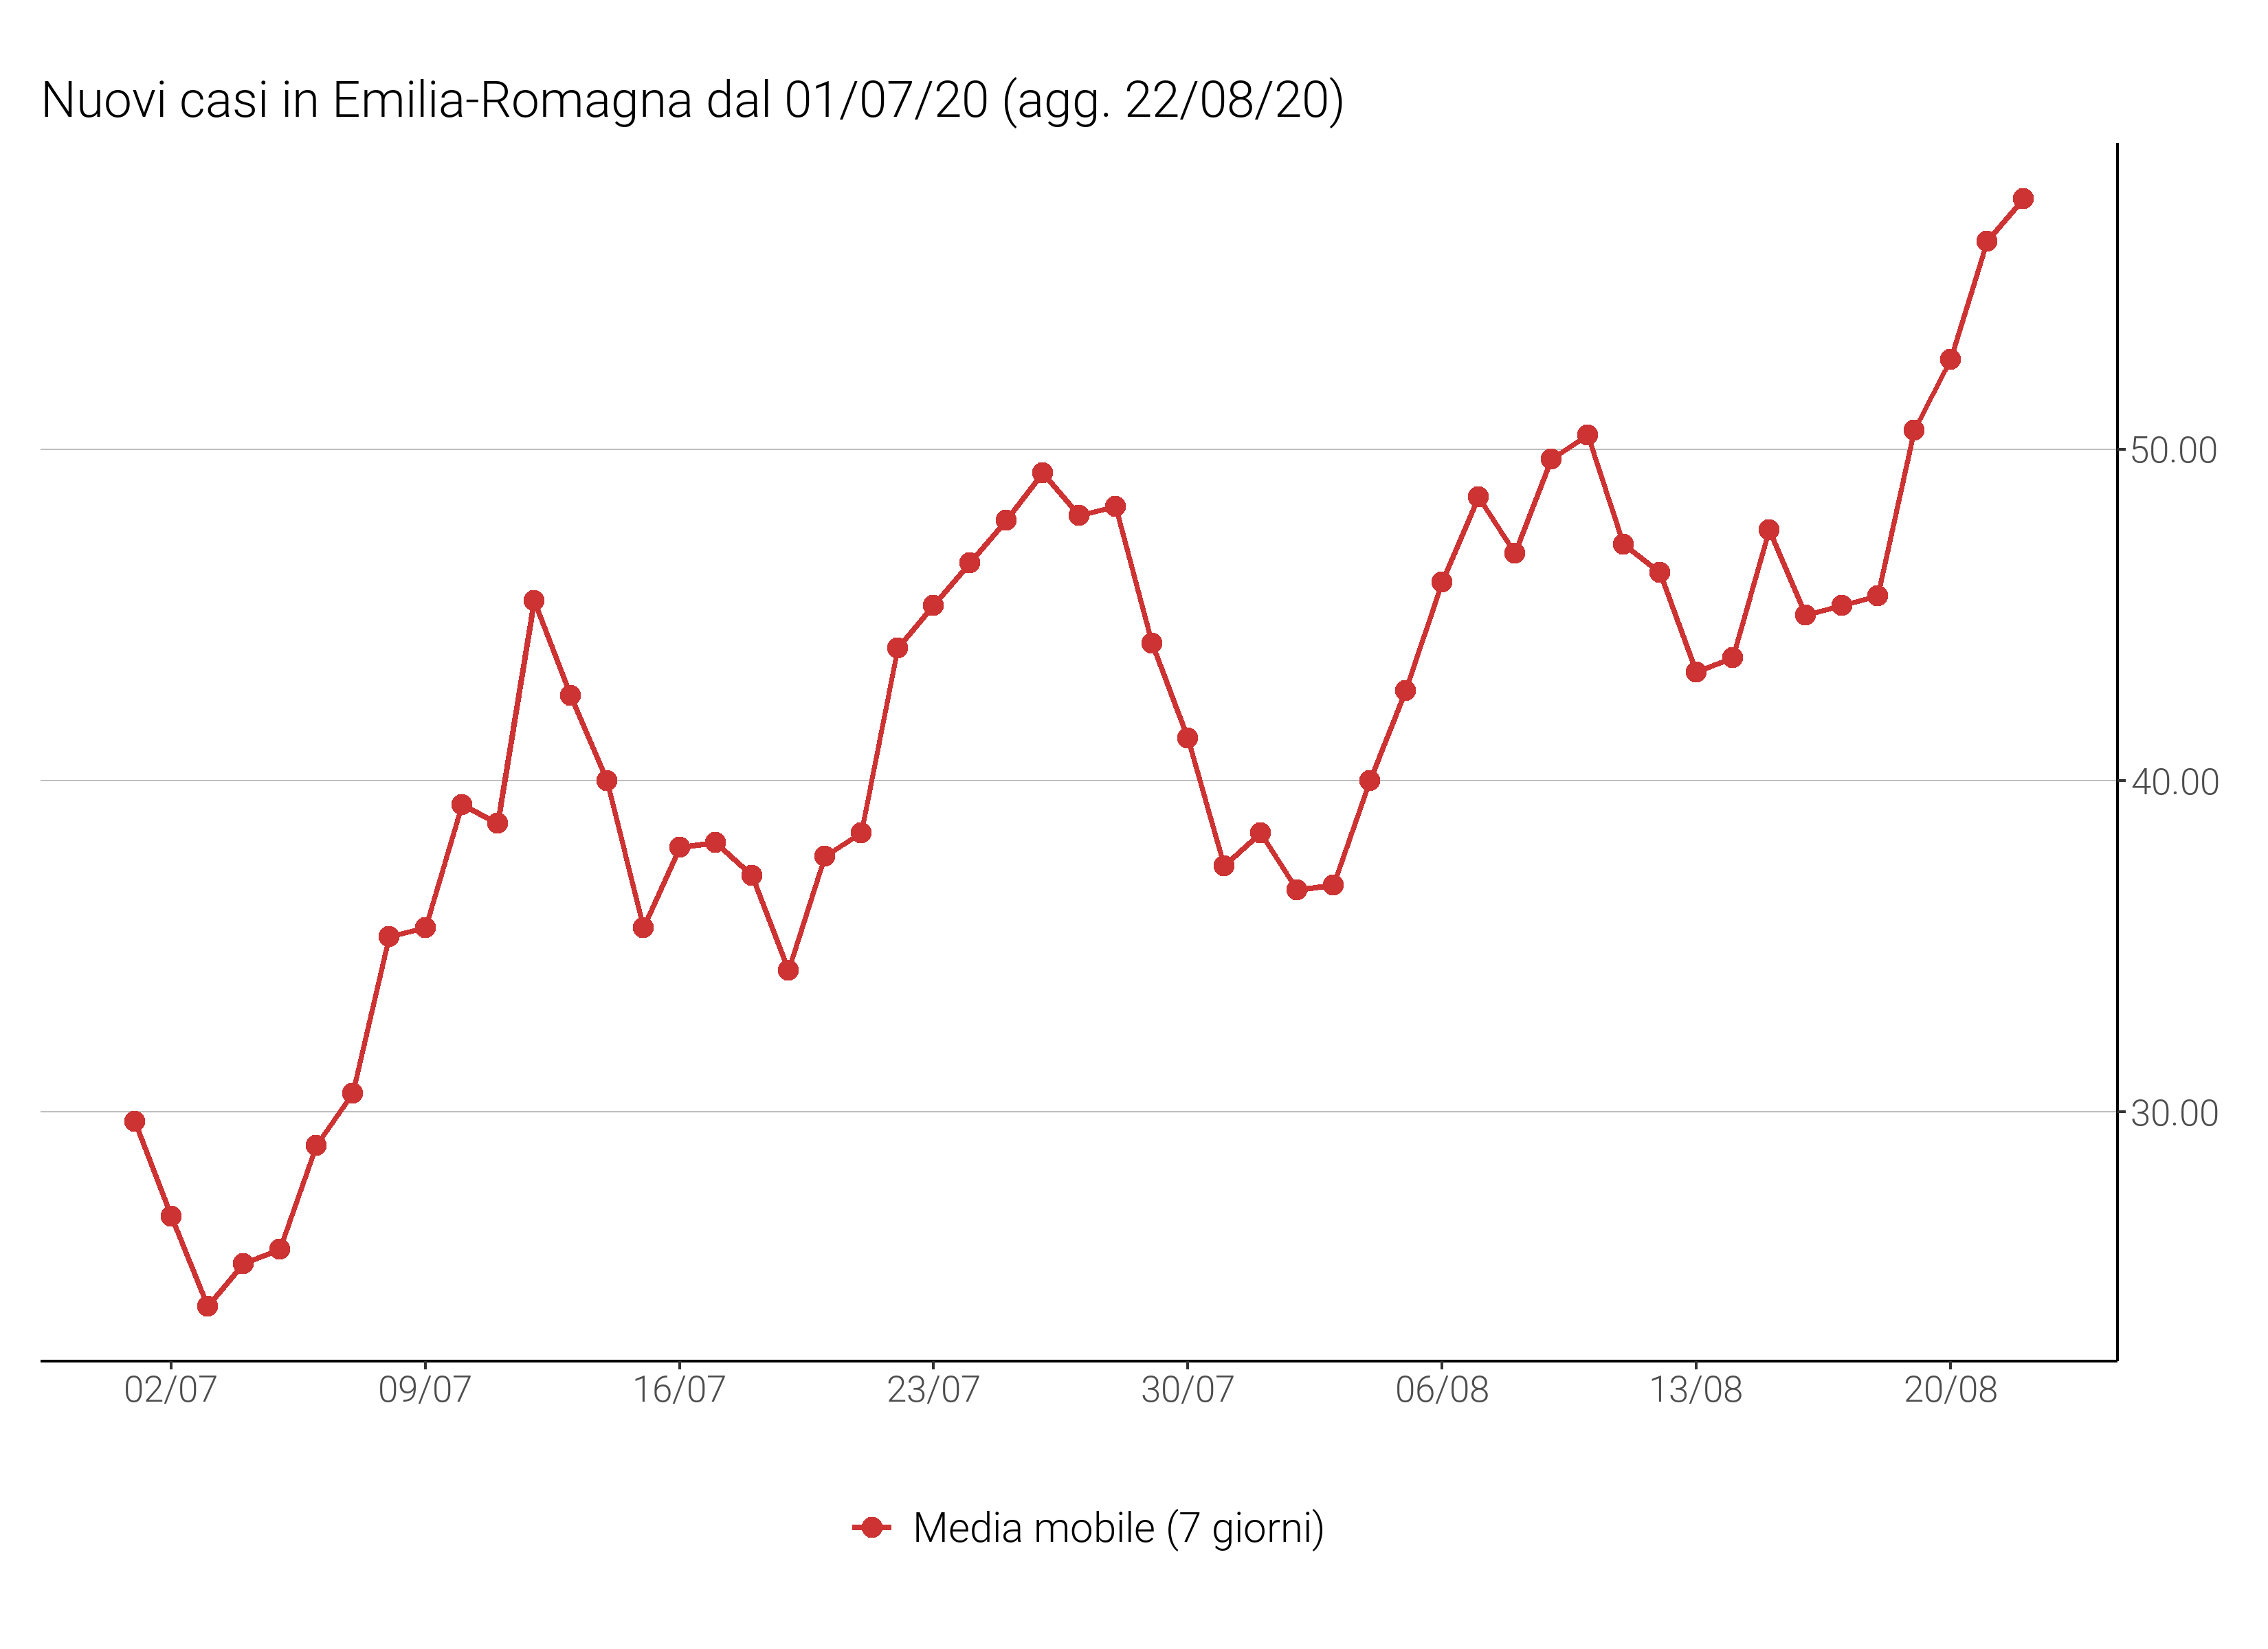 Nuovi casi in Emilia-Romagna dal 01/07/20 (agg. 22/08/20)
50.00
40.00
30.00
02/07 09/07 16/07 23/07 30/07 06/08 13/08 20/08
Media mobile (7 giorni)